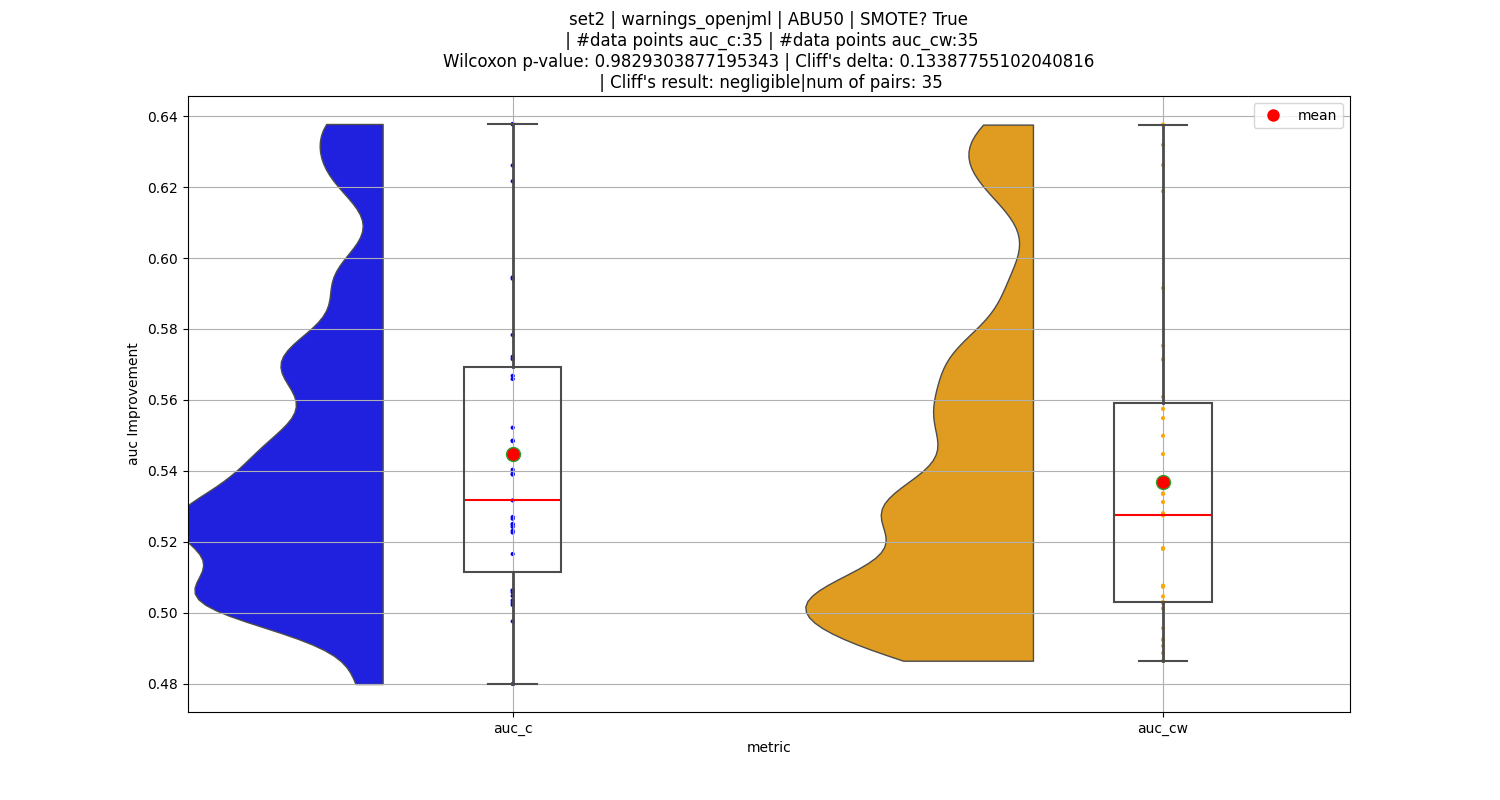 set2 | warnings_openjml | ABU50 | SMOTE? True
| #data points auc_c:35 | #data points auc_cw:35
Wilcoxon p-value: 0.9829303877195343 | Cliff's delta: 0.13387755102040816
| Cliff's result: negligible|num of pairs: 35
mean
0.64
0.62
0.60
0.58
0.56
0.54
0.52
0.50
0.48
auc Improvement
auc_c
auc_cw
metric